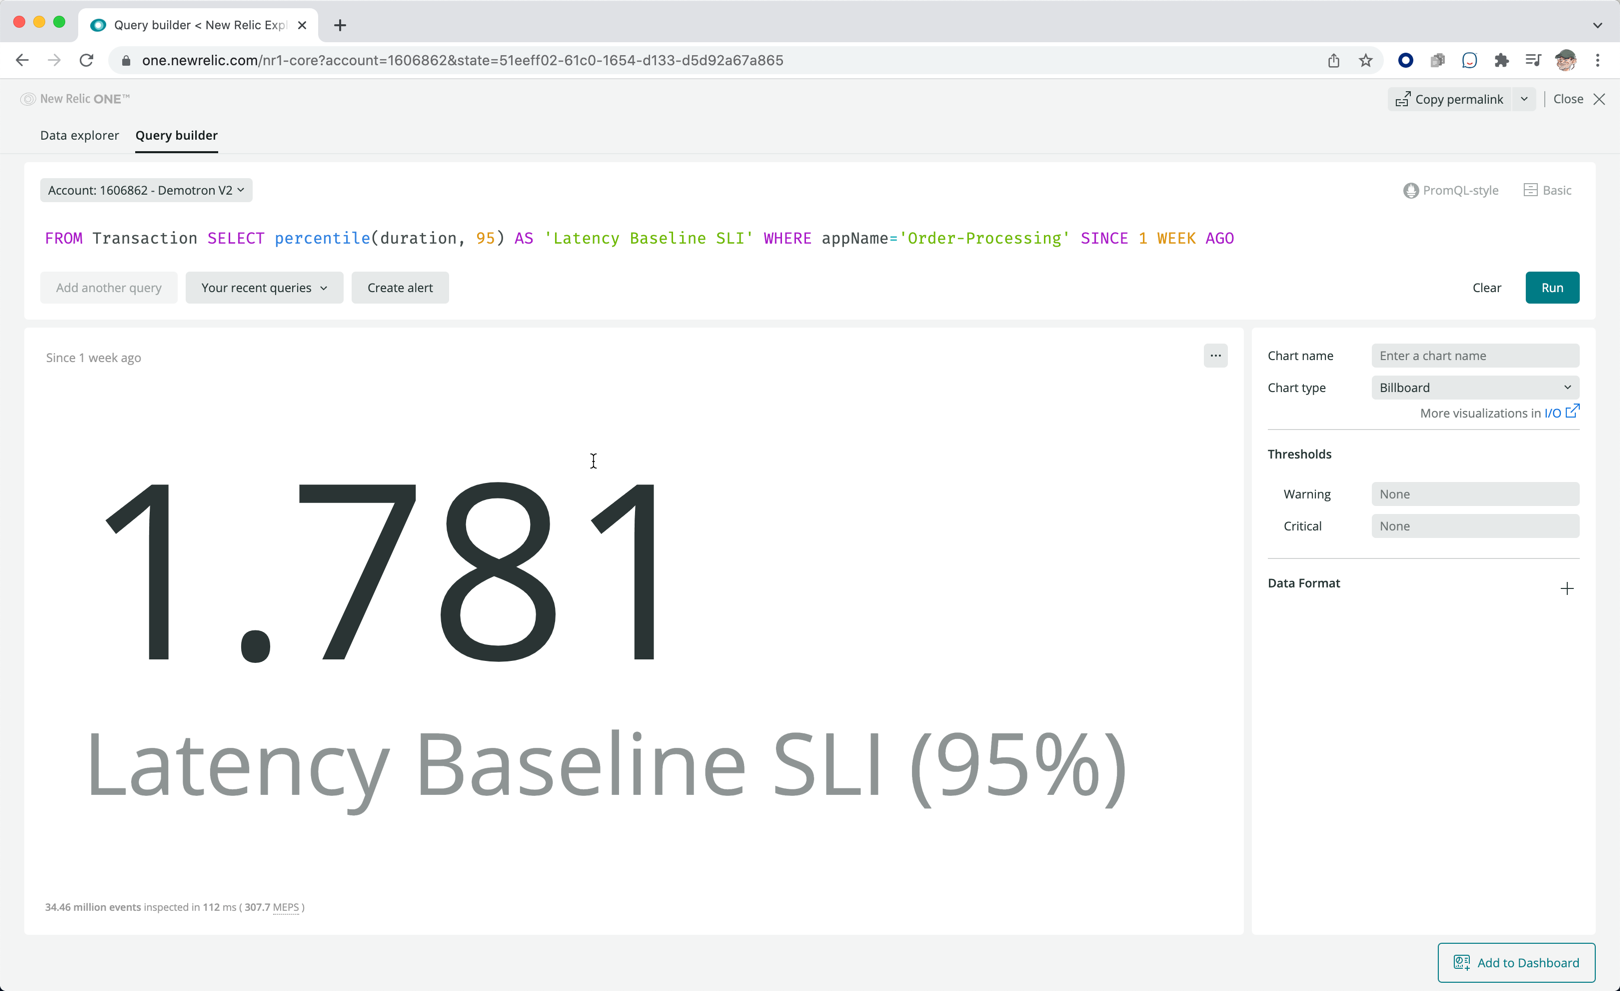 Query builder < New Relic Exp
one.newrelic.com/nr1-core?account=1606862&state=51eeff02-61c0-1654-d133-d5d92a67a865
New Relic ONE™
Copy permalink
Close
Data explorer
Query builder
Account: 1606862 - Demotron V2
PromQL-style
Basic
FROM Transaction SELECT percentile(duration, 95) AS 'Latency Baseline SLI' WHERE appName='Order-Processing' SINCE 1 WEEK AGO
Add another query
Your recent queries
Create alert
Clear
Run
Since 1 week ago
...
1.781
Latency Baseline SLI (95%)
34.46 million events inspected in 112 ms ( 307.7 MEPS )
Chart name
Enter a chart name
Chart type
Billboard
More visualizations in I/O
Thresholds
Warning
None
Critical
None
Data Format
Add to Dashboard